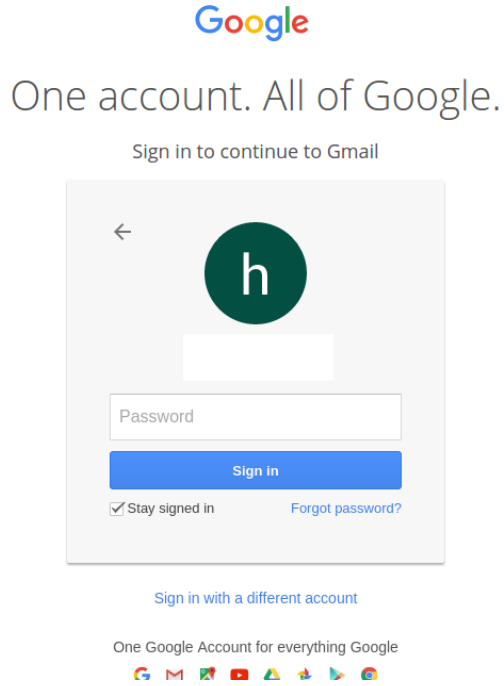 Google
One account. All of Google.
Sign in to continue to Gmail
h
Password
Sign in
Stay signed in
Forgot password?
Sign in with a different account
One Google Account for everything Google